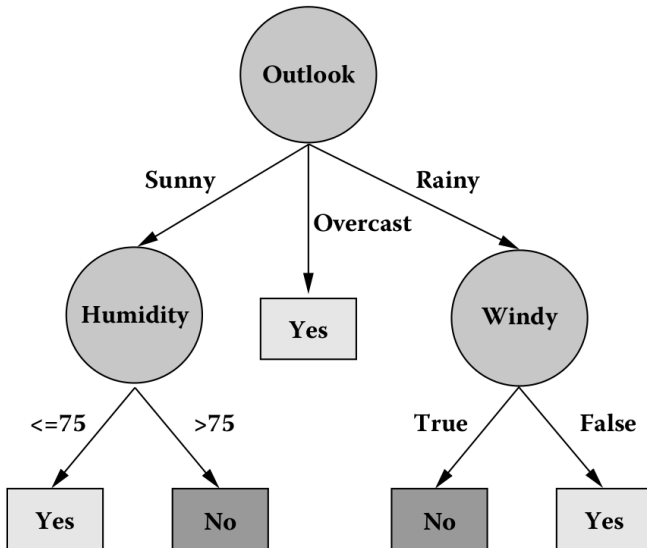 Outlook
Sunny
Overcast
Rainy
Humidity
Yes
Windy
<=75
>75
True
False
Yes
No
No
Yes